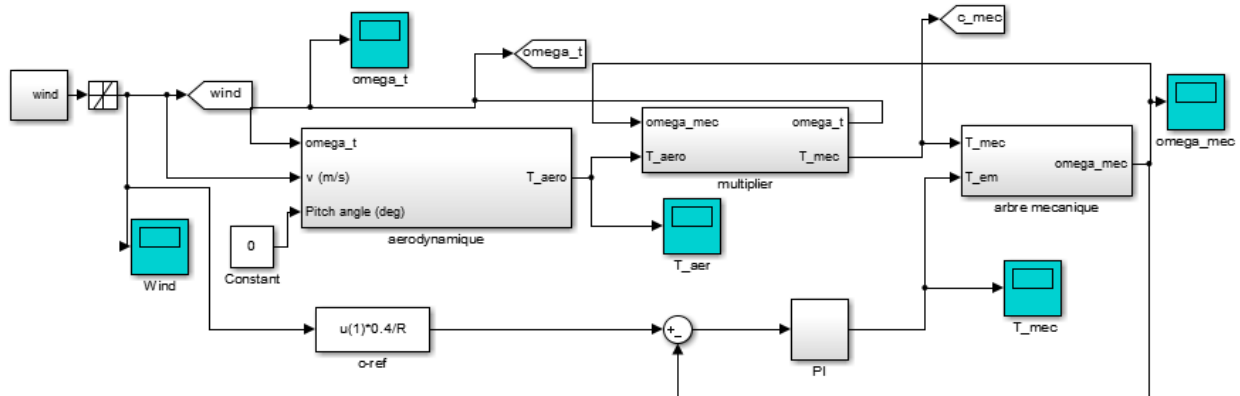 c_mec
omega_t
omega_t
wind
wind
omega_mec
omega_t
T_aero
T_mec
multiplier
omega_mec
omega_t
v (m/s)
Pitch angle (deg)
T_aero
aerodynamique
T_mec
T_em
omega_mec
arbre mecanique
Wind
0
Constant
T_aer
T_mec
u(1)*0.4/R
o-ref
+
-
PI